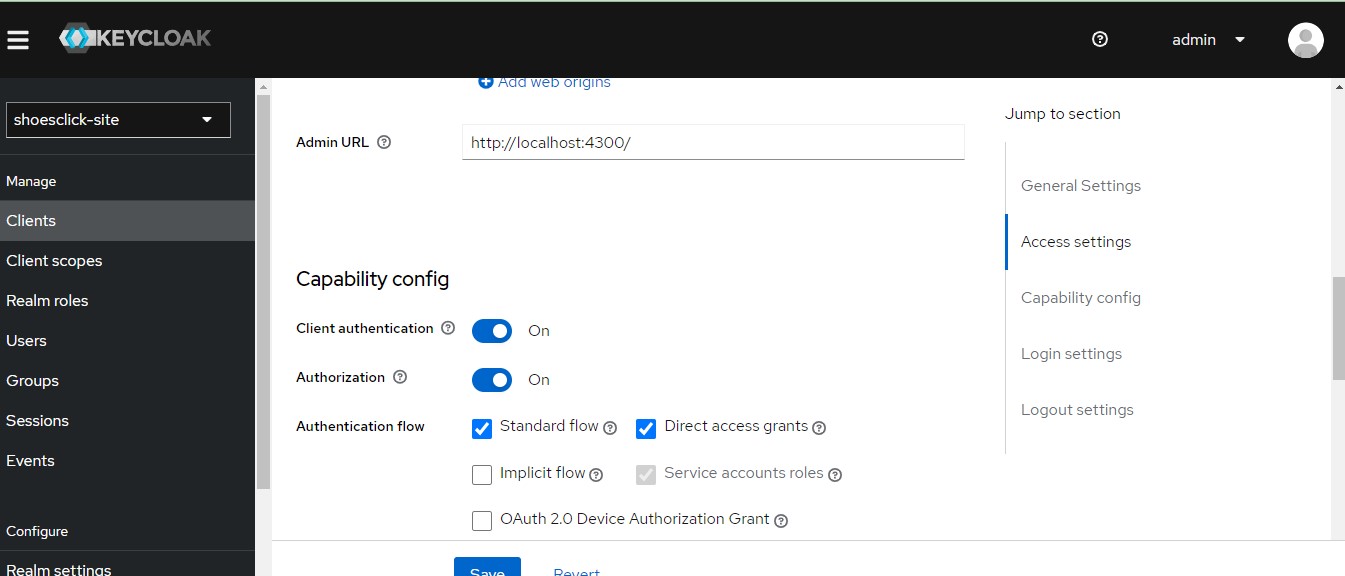 KEYCLOAK
admin
shoesclick-site
Manage
Clients
Client scopes
Realm roles
Users
Groups
Sessions
Events
Configure
Realm settings
Add web origins
Admin URL
http://localhost:4300/
Capability config
Client authentication
On
Authorization
On
Authentication flow
Standard flow
Direct access grants
Implicit flow
Service accounts roles
OAuth 2.0 Device Authorization Grant
Save
Revert
Jump to section
General Settings
Access settings
Capability config
Login settings
Logout settings